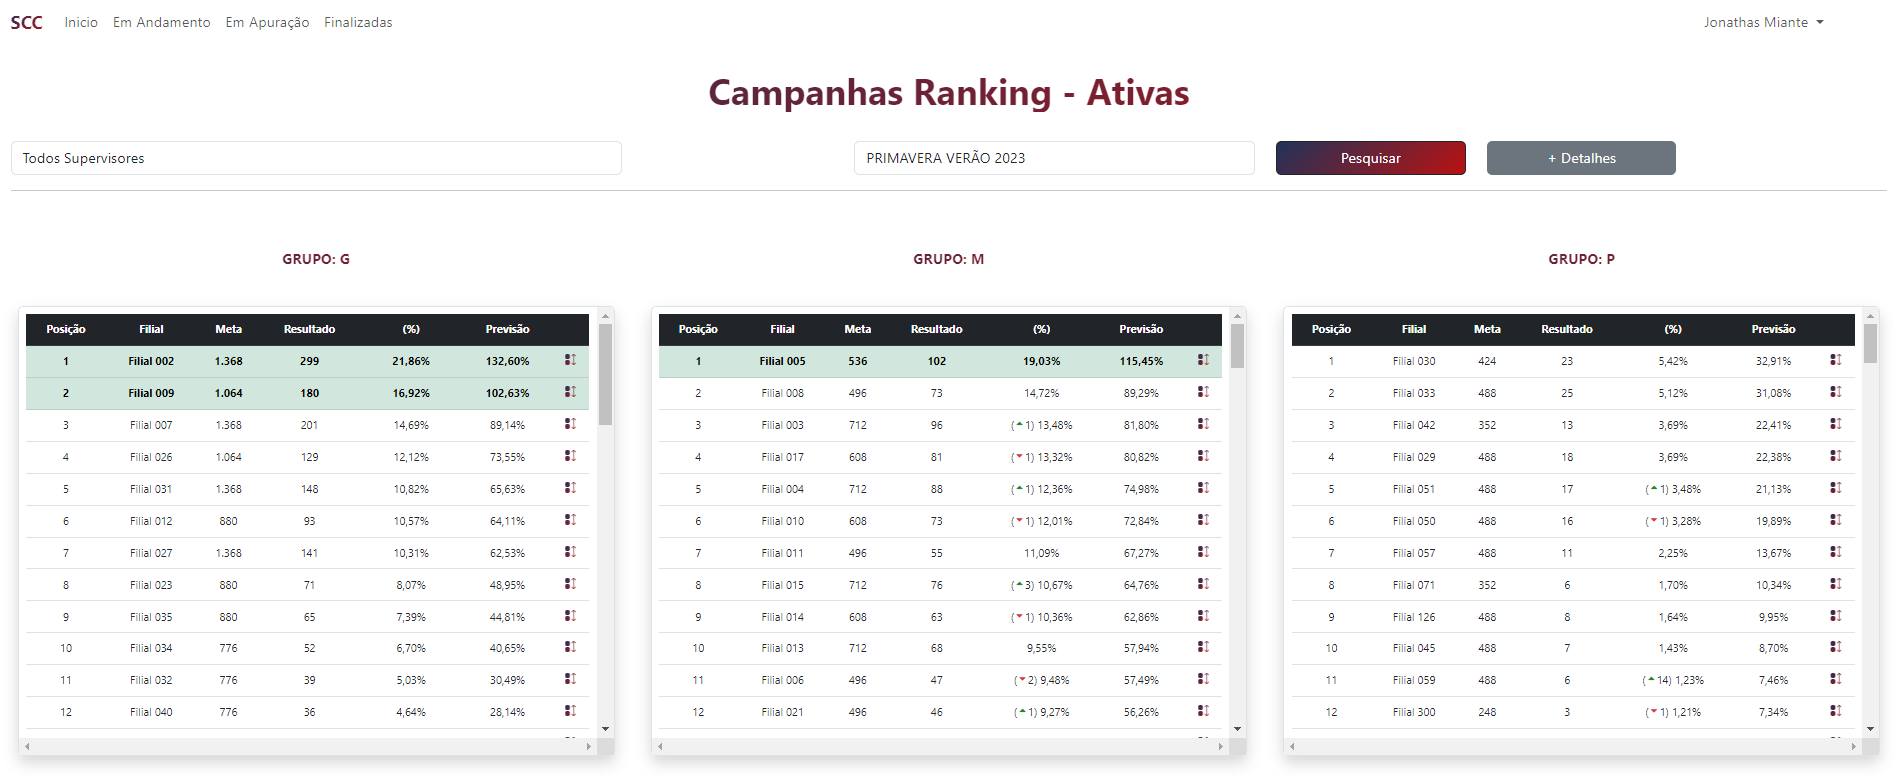 SCC Inicio Em Andamento Em Apuração Finalizadas Jonathas Miante
Campanhas Ranking - Ativas
Todos Supervisores PRIMAVERA VERÃO 2023 Pesquisar + Detalhes
GRUPO: G
Posição Filial Meta Resultado (%) Previsão
1 Filial 002 1.368 299 21,86% 132,60%
2 Filial 009 1.064 180 16,92% 102,63%
3 Filial 007 1.368 201 14,69% 89,14%
4 Filial 026 1.064 129 12,12% 73,55%
5 Filial 031 1.368 148 10,82% 65,63%
6 Filial 012 880 93 10,57% 64,11%
7 Filial 027 1.368 141 10,31% 62,53%
8 Filial 023 880 71 8,07% 48,95%
9 Filial 035 880 65 7,39% 44,81%
10 Filial 034 776 52 6,70% 40,65%
11 Filial 032 776 39 5,03% 30,49%
12 Filial 040 776 36 4,64% 28,14%
GRUPO: M
Posição Filial Meta Resultado (%) Previsão
1 Filial 005 536 102 19,03% 115,45%
2 Filial 008 496 73 14,72% 89,29%
3 Filial 003 712 96 (▲1) 13,48% 81,80%
4 Filial 017 608 81 (▼1) 13,32% 80,82%
5 Filial 004 712 88 (▲1) 12,36% 74,98%
6 Filial 010 608 73 (▼1) 12,01% 72,84%
7 Filial 011 496 55 11,09% 67,27%
8 Filial 015 712 76 (▲3) 10,67% 64,76%
9 Filial 014 608 63 (▼1) 10,36% 62,86%
10 Filial 013 712 68 9,55% 57,94%
11 Filial 006 496 47 (▼2) 9,48% 57,49%
12 Filial 021 496 46 (▲1) 9,27% 56,26%
GRUPO: P
Posição Filial Meta Resultado (%) Previsão
1 Filial 030 424 23 5,42% 32,91%
2 Filial 033 488 25 5,12% 31,08%
3 Filial 042 352 13 3,69% 22,41%
4 Filial 029 488 18 3,69% 22,38%
5 Filial 051 488 17 (▲1) 3,48% 21,13%
6 Filial 050 488 16 (▼1) 3,28% 19,89%
7 Filial 057 488 11 2,25% 13,67%
8 Filial 071 352 6 1,70% 10,34%
9 Filial 126 488 8 1,64% 9,95%
10 Filial 045 488 7 1,43% 8,70%
11 Filial 059 488 6 (▲14) 1,23% 7,46%
12 Filial 300 248 3 (▼1) 1,21% 7,34%